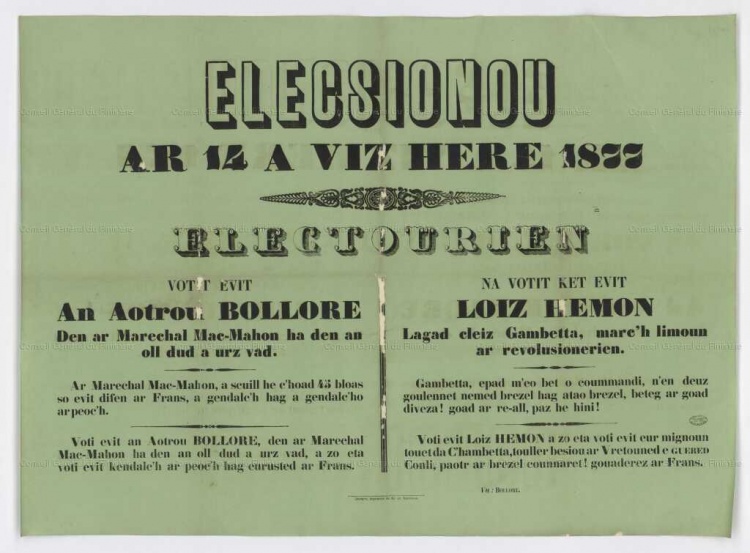 ELECSIONOU
AR 14 A VIZ HERE 1877
ELECTOURIEN
VOTIT EVIT
An Aotrou BOLLORE
Den ar Marechal Mac-Mahon ha den an
oll dud a urz vad.
Ar Marechal Mac-Mahon, a scuill he c'hoad 45 bloas
so evit difen ar Frans, a gendalc'h hag a gendalc'ho
ar peoc'h.
Voti evit an Aotrou BOLLORE, den ar Marechal
Mac-Mahon ha den an oll dud a urz vad, a zo eta
voti evit kendalc'h ar peoc'h hag enrusted ar Frans.
NA VOTIT KET EVIT
LOIZ HEMON
Lagad cleiz Gambetta, marc'h limoun
ar revolusionerien.
Gambetta, epad m'eo bet o coummandi, n'en deuz
goulennet nemed brezel hag atao brezel, beteg ar goad
diveza! goad ar re-all, paz he hini!
Voti evit Loiz HEMON a zo eta voti evit eur mignoun
touet da C'hambetta, touller besiou ar Vretouned e GUERED
Conli, paotr ar brezel counnaret! gouaderez ar Frans.
BOLLORE.
Conseil Général du Finistère